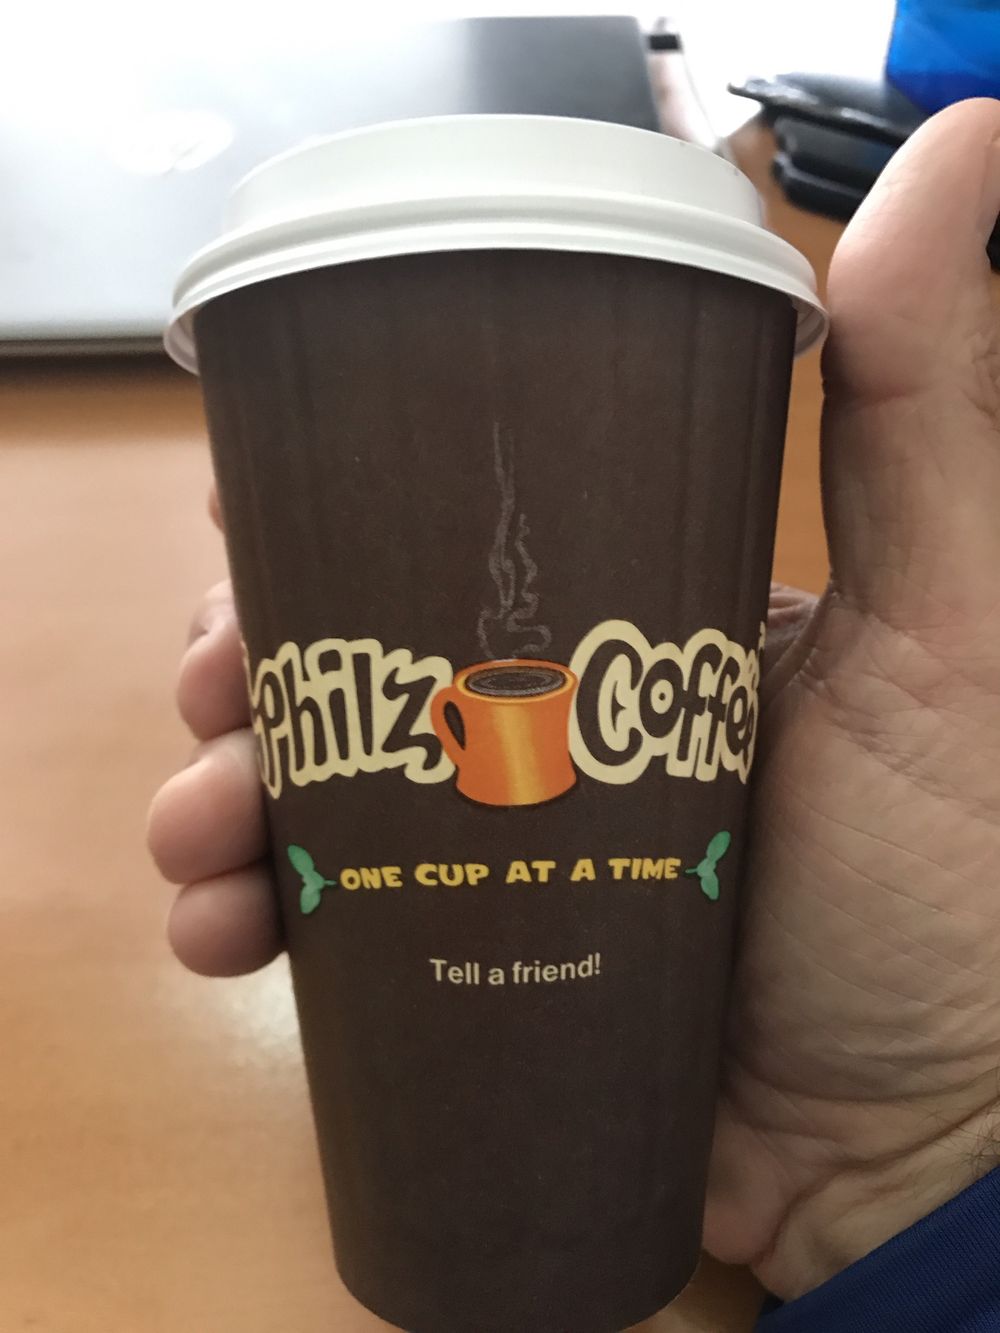 Philz Coffee
ONE CUP AT A TIME
Tell a friend!